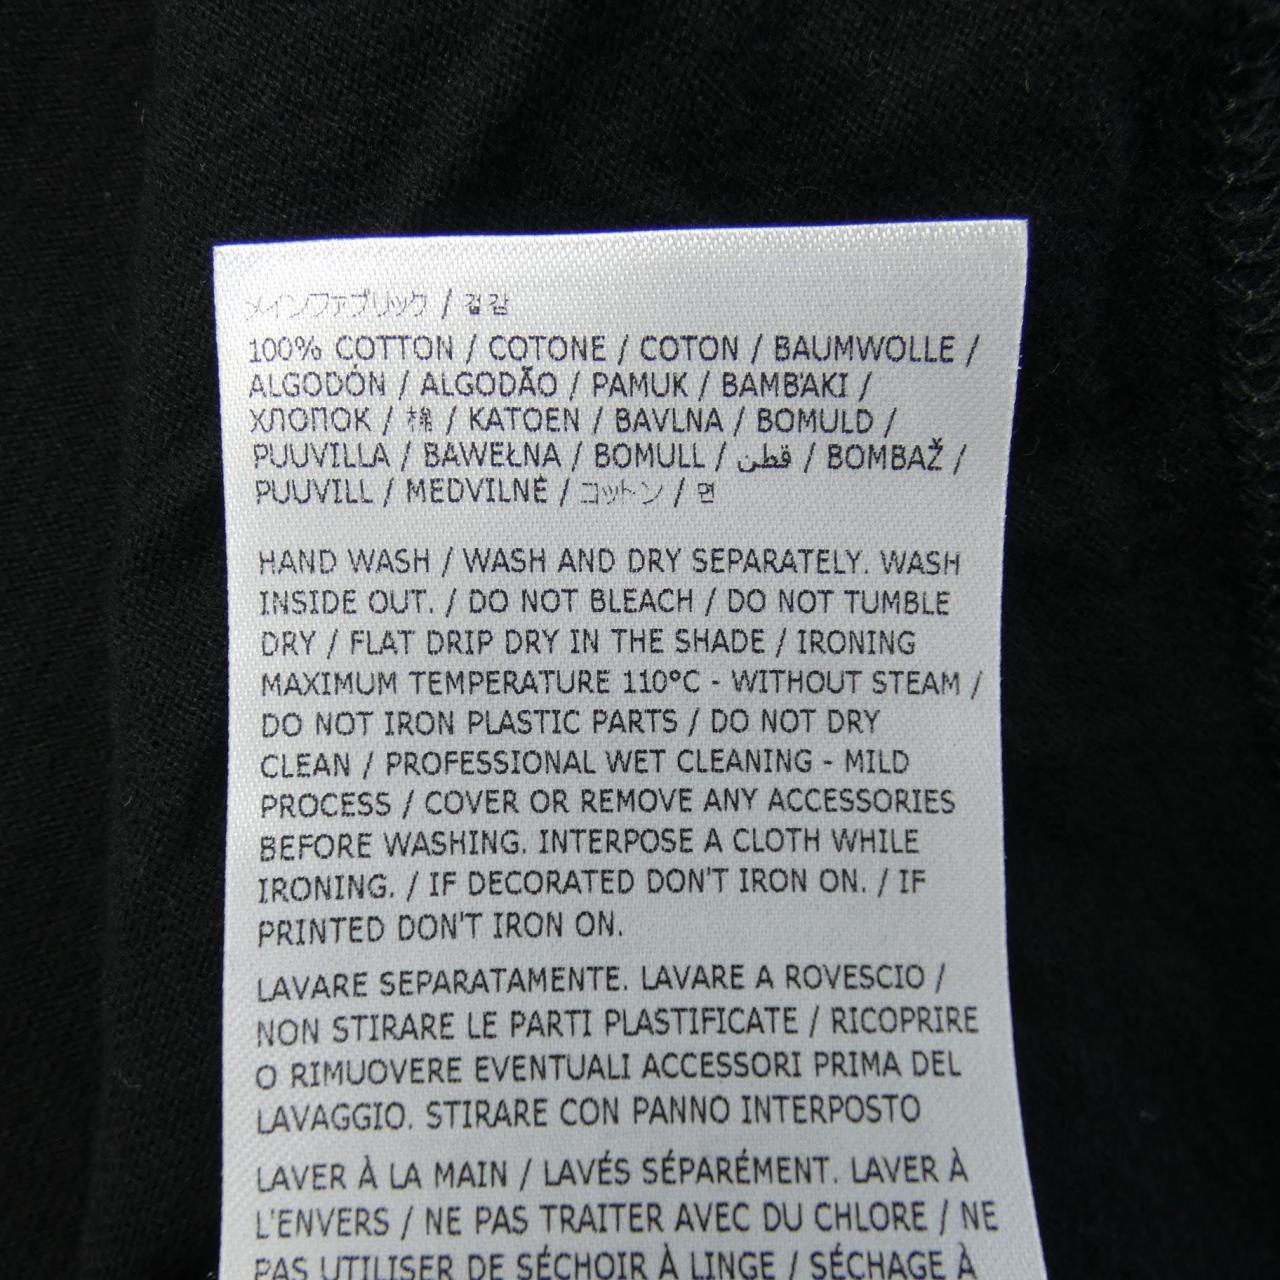 メインファブリック / 겉감
100% COTTON / COTONE / COTON / BAUMWOLLE /
ALGODÓN / ALGODÃO / PAMUK / BAMBAKI /
ХЛОПОК / 棉 / KATOEN / BAVLNA / BOMULD /
PUUVILLA / BAWEŁNA / BOMULL / قطن / BOMBAŽ /
PUUVILL / MEDVILNĖ / コットン / 면
HAND WASH / WASH AND DRY SEPARATELY. WASH
INSIDE OUT. / DO NOT BLEACH / DO NOT TUMBLE
DRY / FLAT DRIP DRY IN THE SHADE / IRONING
MAXIMUM TEMPERATURE 110°C - WITHOUT STEAM /
DO NOT IRON PLASTIC PARTS / DO NOT DRY
CLEAN / PROFESSIONAL WET CLEANING - MILD
PROCESS / COVER OR REMOVE ANY ACCESSORIES
BEFORE WASHING. INTERPOSE A CLOTH WHILE
IRONING. / IF DECORATED DON'T IRON ON. / IF
PRINTED DON'T IRON ON.
LAVARE SEPARATAMENTE. LAVARE A ROVESCIO /
NON STIRARE LE PARTI PLASTIFICATE / RICOPRIRE
O RIMUOVERE EVENTUALI ACCESSORI PRIMA DEL
LAVAGGIO. STIRARE CON PANNO INTERPOSTO
LAVER À LA MAIN / LAVÉS SÉPARÉMENT. LAVER À
L'ENVERS / NE PAS TRAITER AVEC DU CHLORE / NE
PAS UTILISER DE SÉCHOIR À LINGE / SÉCHAGE À